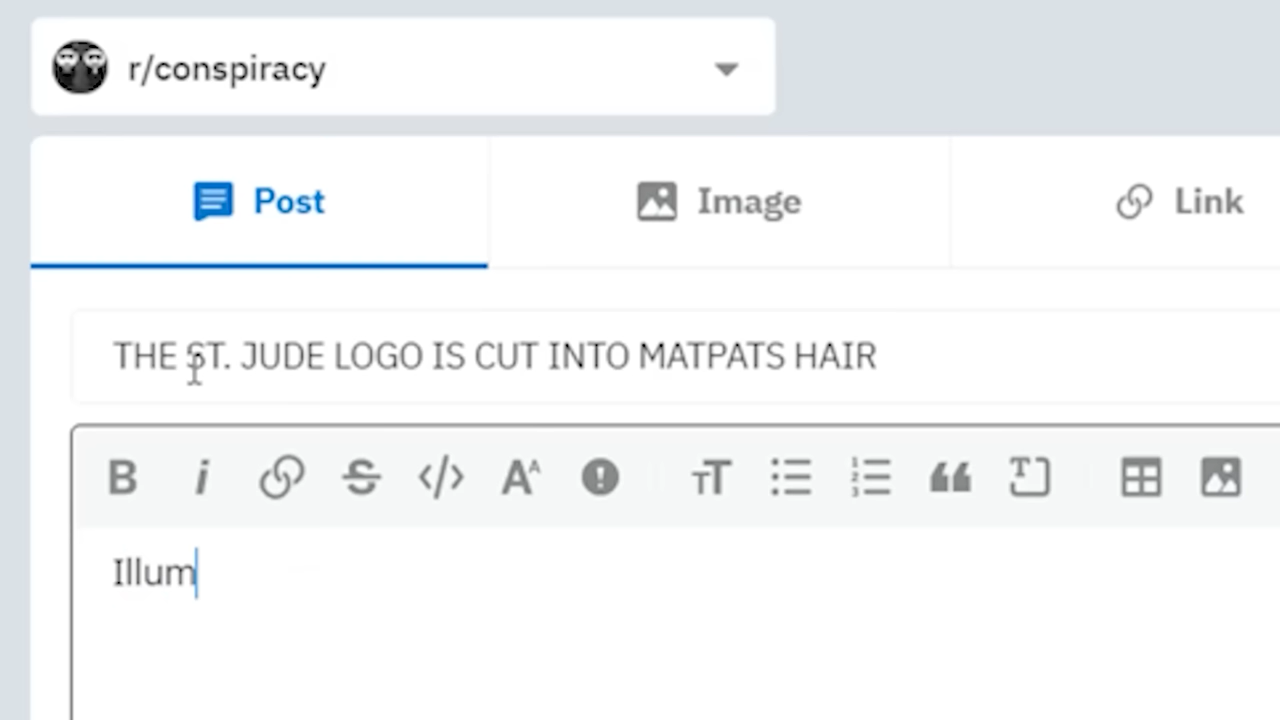 r/conspiracy
Post Image Link
THE ST. JUDE LOGO IS CUT INTO MATPATS HAIR
Illum